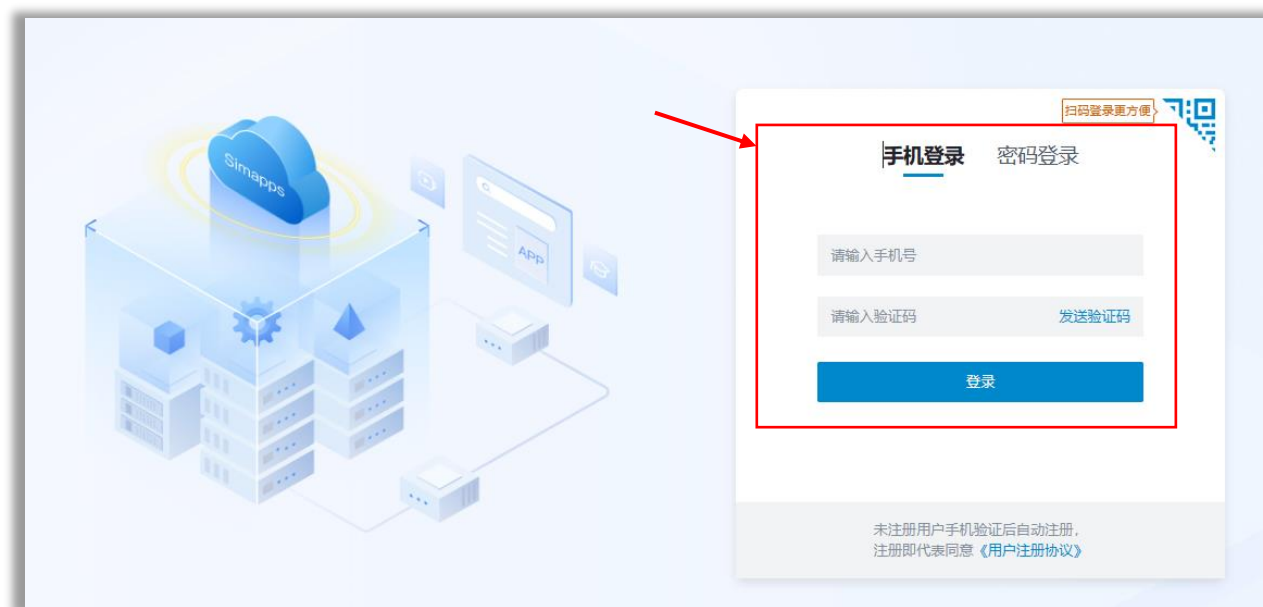 Simapps
APP
扫码登录更方便
手机登录 密码登录
请输入手机号
请输入验证码 发送验证码
登录
未注册用户手机验证后自动注册,
注册即代表同意《用户注册协议》